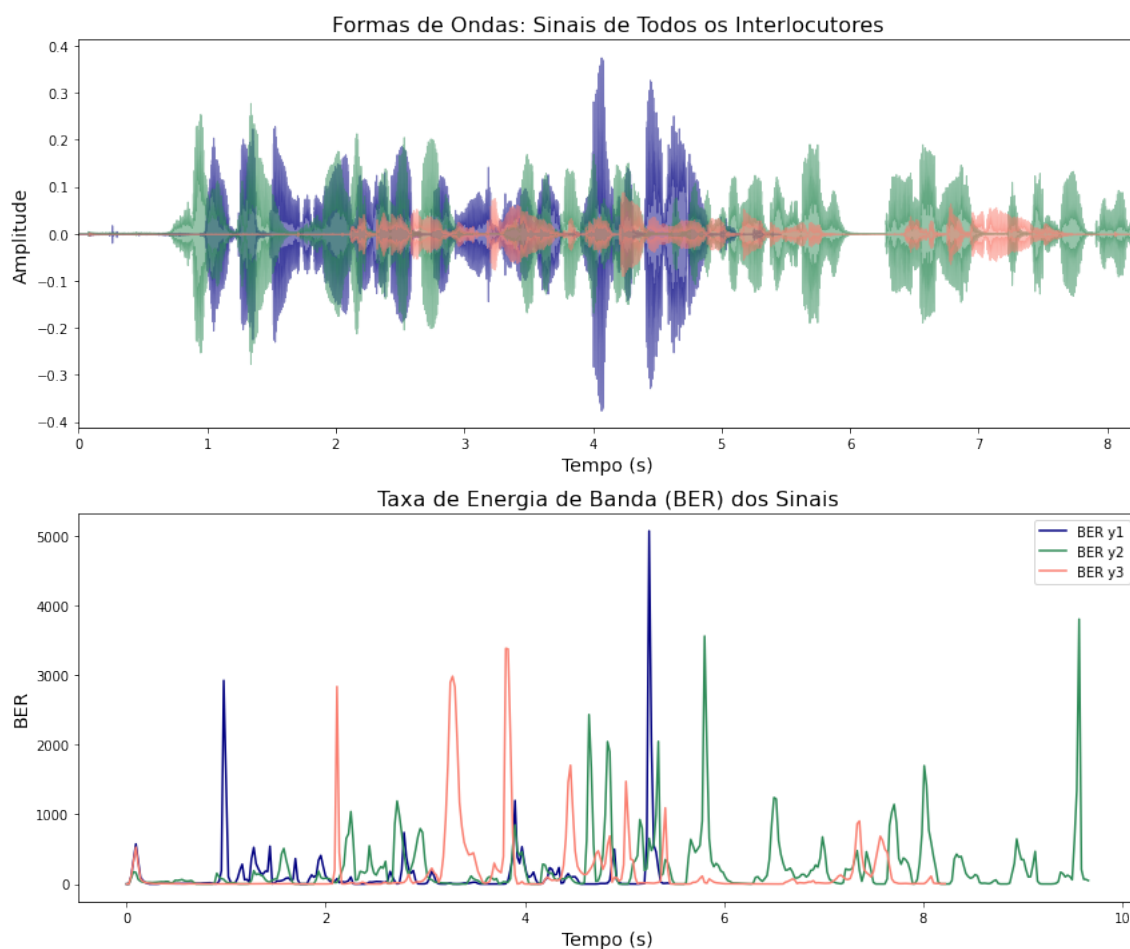 Formas de Ondas: Sinais de Todos os Interlocutores
0.4
0.3
0.2
0.1
0.0
−0.1
−0.2
−0.3
−0.4
Amplitude
0 1 2 3 4 5 6 7 8
Tempo (s)
Taxa de Energia de Banda (BER) dos Sinais
5000
4000
3000
2000
1000
0
BER
BER y1
BER y2
BER y3
0 2 4 6 8 10
Tempo (s)